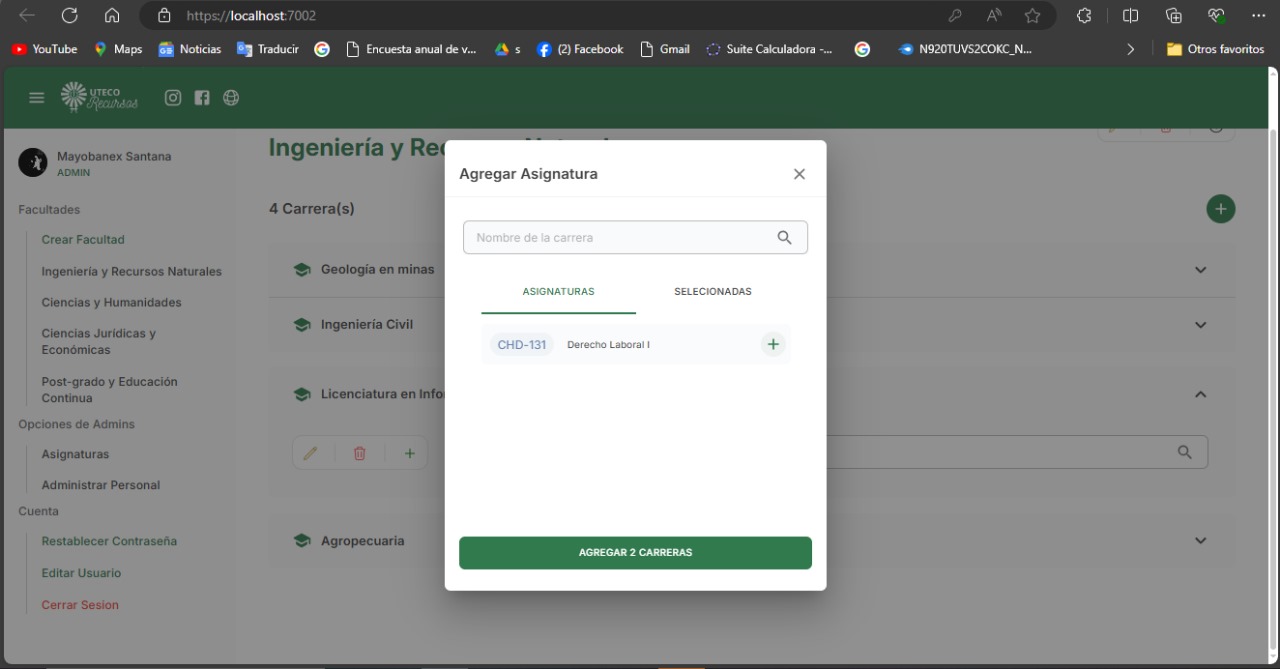 https://localhost:7002
YouTube
Maps
Noticias
Traducir
Encuesta anual de v...
s
(2) Facebook
Gmail
Suite Calculadora -...
N920TUVS2COKC_N...
Otros favoritos
UTECO
Recursos
Mayobanex Santana
ADMIN
Facultades
Crear Facultad
Ingeniería y Recursos Naturales
Ciencias y Humanidades
Ciencias Jurídicas y
Económicas
Post-grado y Educación
Continua
Opciones de Admins
Asignaturas
Administrar Personal
Cuenta
Restablecer Contraseña
Editar Usuario
Cerrar Sesion
Ingeniería y Rec
4 Carrera(s)
Geología en minas
Ingeniería Civil
Licenciatura en Info
Agropecuaria
Agregar Asignatura
Nombre de la carrera
ASIGNATURAS
SELECIONADAS
CHD-131
Derecho Laboral I
AGREGAR 2 CARRERAS